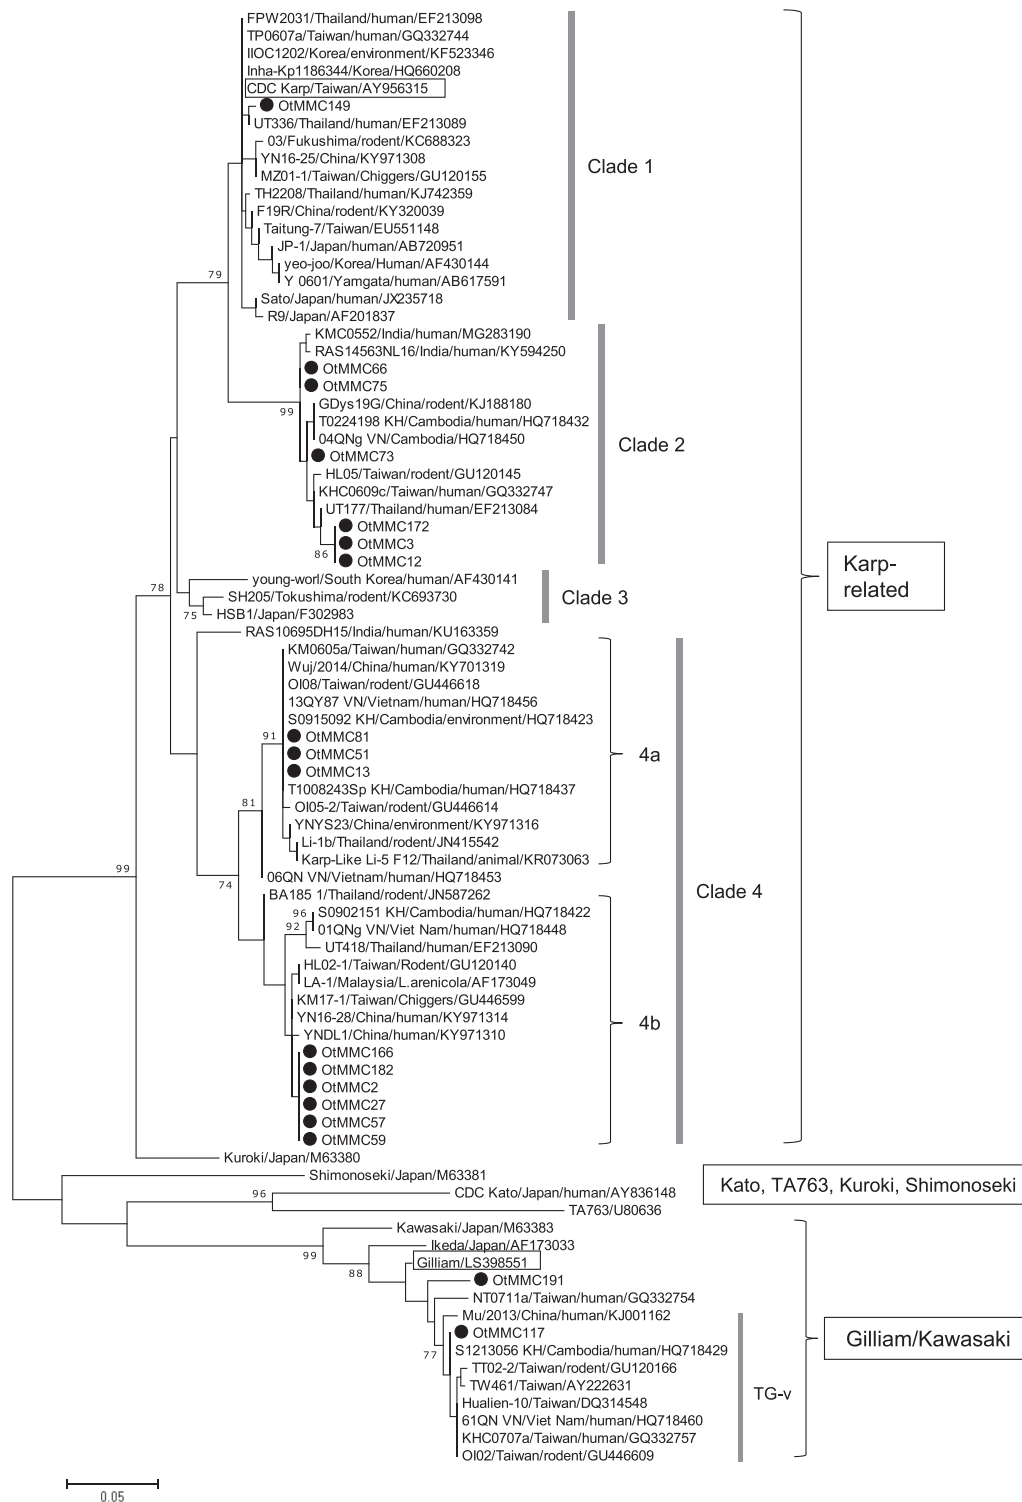 FPW2031/Thailand/human/EF213098
TP0607a/Taiwan/human/GQ332744
IIOC1202/Korea/environment/KF523346
Inha-Kp1186344/Korea/HQ660208
CDC Karp/Taiwan/AY956315
OtMMC149
UT336/Thailand/human/EF213089
03/Fukushima/rodent/KC688323
YN16-25/China/KY971308
MZ01-1/Taiwan/Chiggers/GU120155
Clade 1
TH2208/Thailand/human/KJ742359
F19R/China/rodent/KY320039
Taitung-7/Taiwan/EU551148
JP-1/Japan/human/AB720951
yeo-joo/Korea/Human/AF430144
79
Y 0601/Yamgata/human/AB617591
Sato/Japan/human/JX235718
R9/Japan/AF201837
KMC0552/India/human/MG283190
RAS14563NL16/India/human/KY594250
OtMMC66
OtMMC75
99
GDys19G/China/rodent/KJ188180
T0224198 KH/Cambodia/human/HQ718432
04QNg VN/Cambodia/HQ718450
Clade 2
OtMMC73
HL05/Taiwan/rodent/GU120145
KHC0609c/Taiwan/human/GQ332747
UT177/Thailand/human/EF213084
OtMMC172
OtMMC3
86
OtMMC12
Karp-
related
young-worl/South Korea/human/AF430141
78
SH205/Tokushima/rodent/KC693730
Clade 3
75
HSB1/Japan/F302983
RAS10695DH15/India/human/KU163359
KM0605a/Taiwan/human/GQ332742
Wuj/2014/China/human/KY701319
OI08/Taiwan/rodent/GU446618
13QY87 VN/Vietnam/human/HQ718456
S0915092 KH/Cambodia/environment/HQ718423
91
OtMMC81
OtMMC51
4a
OtMMC13
T1008243Sp KH/Cambodia/human/HQ718437
81
OI05-2/Taiwan/rodent/GU446614
YNYS23/China/environment/KY971316
Li-1b/Thailand/rodent/JN415542
Karp-Like Li-5 F12/Thailand/animal/KR073063
99
06QN VN/Vietnam/human/HQ718453
74
Clade 4
BA185 1/Thailand/rodent/JN587262
96
S0902151 KH/Cambodia/human/HQ718422
92
01QNg VN/Viet Nam/human/HQ718448
UT418/Thailand/human/EF213090
HL02-1/Taiwan/Rodent/GU120140
LA-1/Malaysia/L.arenicola/AF173049
KM17-1/Taiwan/Chiggers/GU446599
YN16-28/China/human/KY971314
4b
YNDL1/China/human/KY971310
OtMMC166
OtMMC182
OtMMC2
OtMMC27
OtMMC57
OtMMC59
Kuroki/Japan/M63380
Shimonoseki/Japan/M63381
Kato, TA763, Kuroki, Shimonoseki
96
CDC Kato/Japan/human/AY836148
TA763/U80636
Kawasaki/Japan/M63383
99
Ikeda/Japan/AF173033
88
Gilliam/LS398551
OtMMC191
NT0711a/Taiwan/human/GQ332754
Mu/2013/China/human/KJ001162
OtMMC117
Gilliam/Kawasaki
77
S1213056 KH/Cambodia/human/HQ718429
TT02-2/Taiwan/rodent/GU120166
TW461/Taiwan/AY222631
TG-v
Hualien-10/Taiwan/DQ314548
61QN VN/Viet Nam/human/HQ718460
KHC0707a/Taiwan/human/GQ332757
OI02/Taiwan/rodent/GU446609
0.05